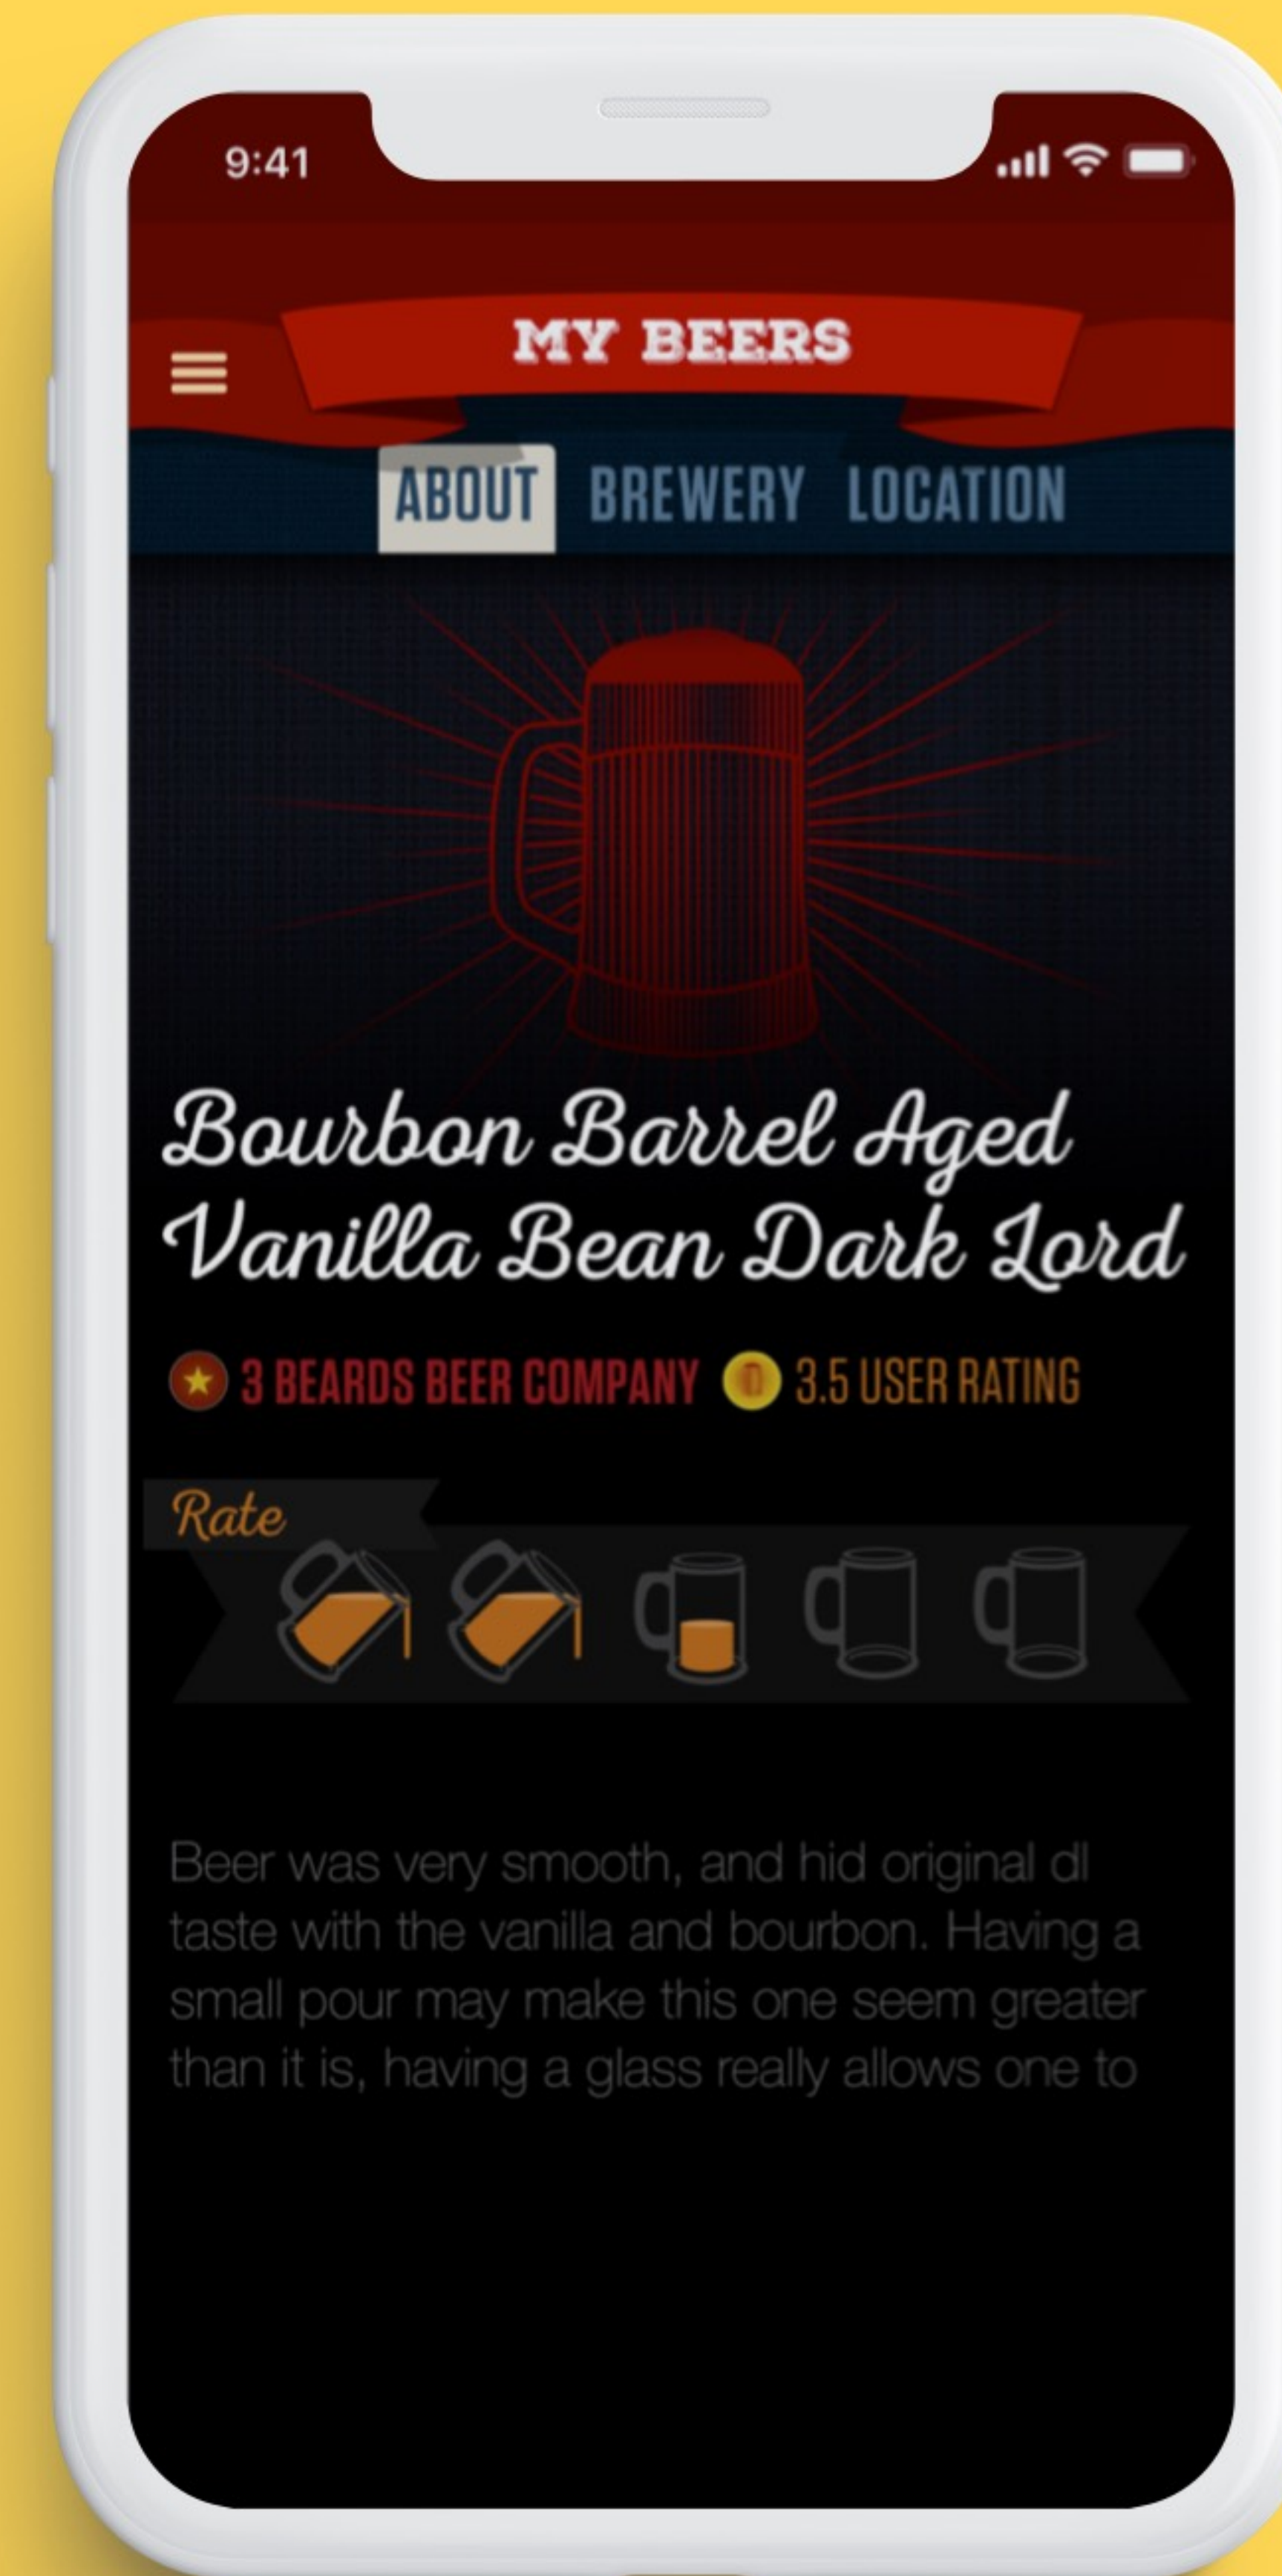 9:41
MY BEERS
ABOUT BREWERY LOCATION
Bourbon Barrel Aged
Vanilla Bean Dark Lord
3 BEARDS BEER COMPANY 3.5 USER RATING
Rate
Beer was very smooth, and hid original dl
taste with the vanilla and bourbon. Having a
small pour may make this one seem greater
than it is, having a glass really allows one to